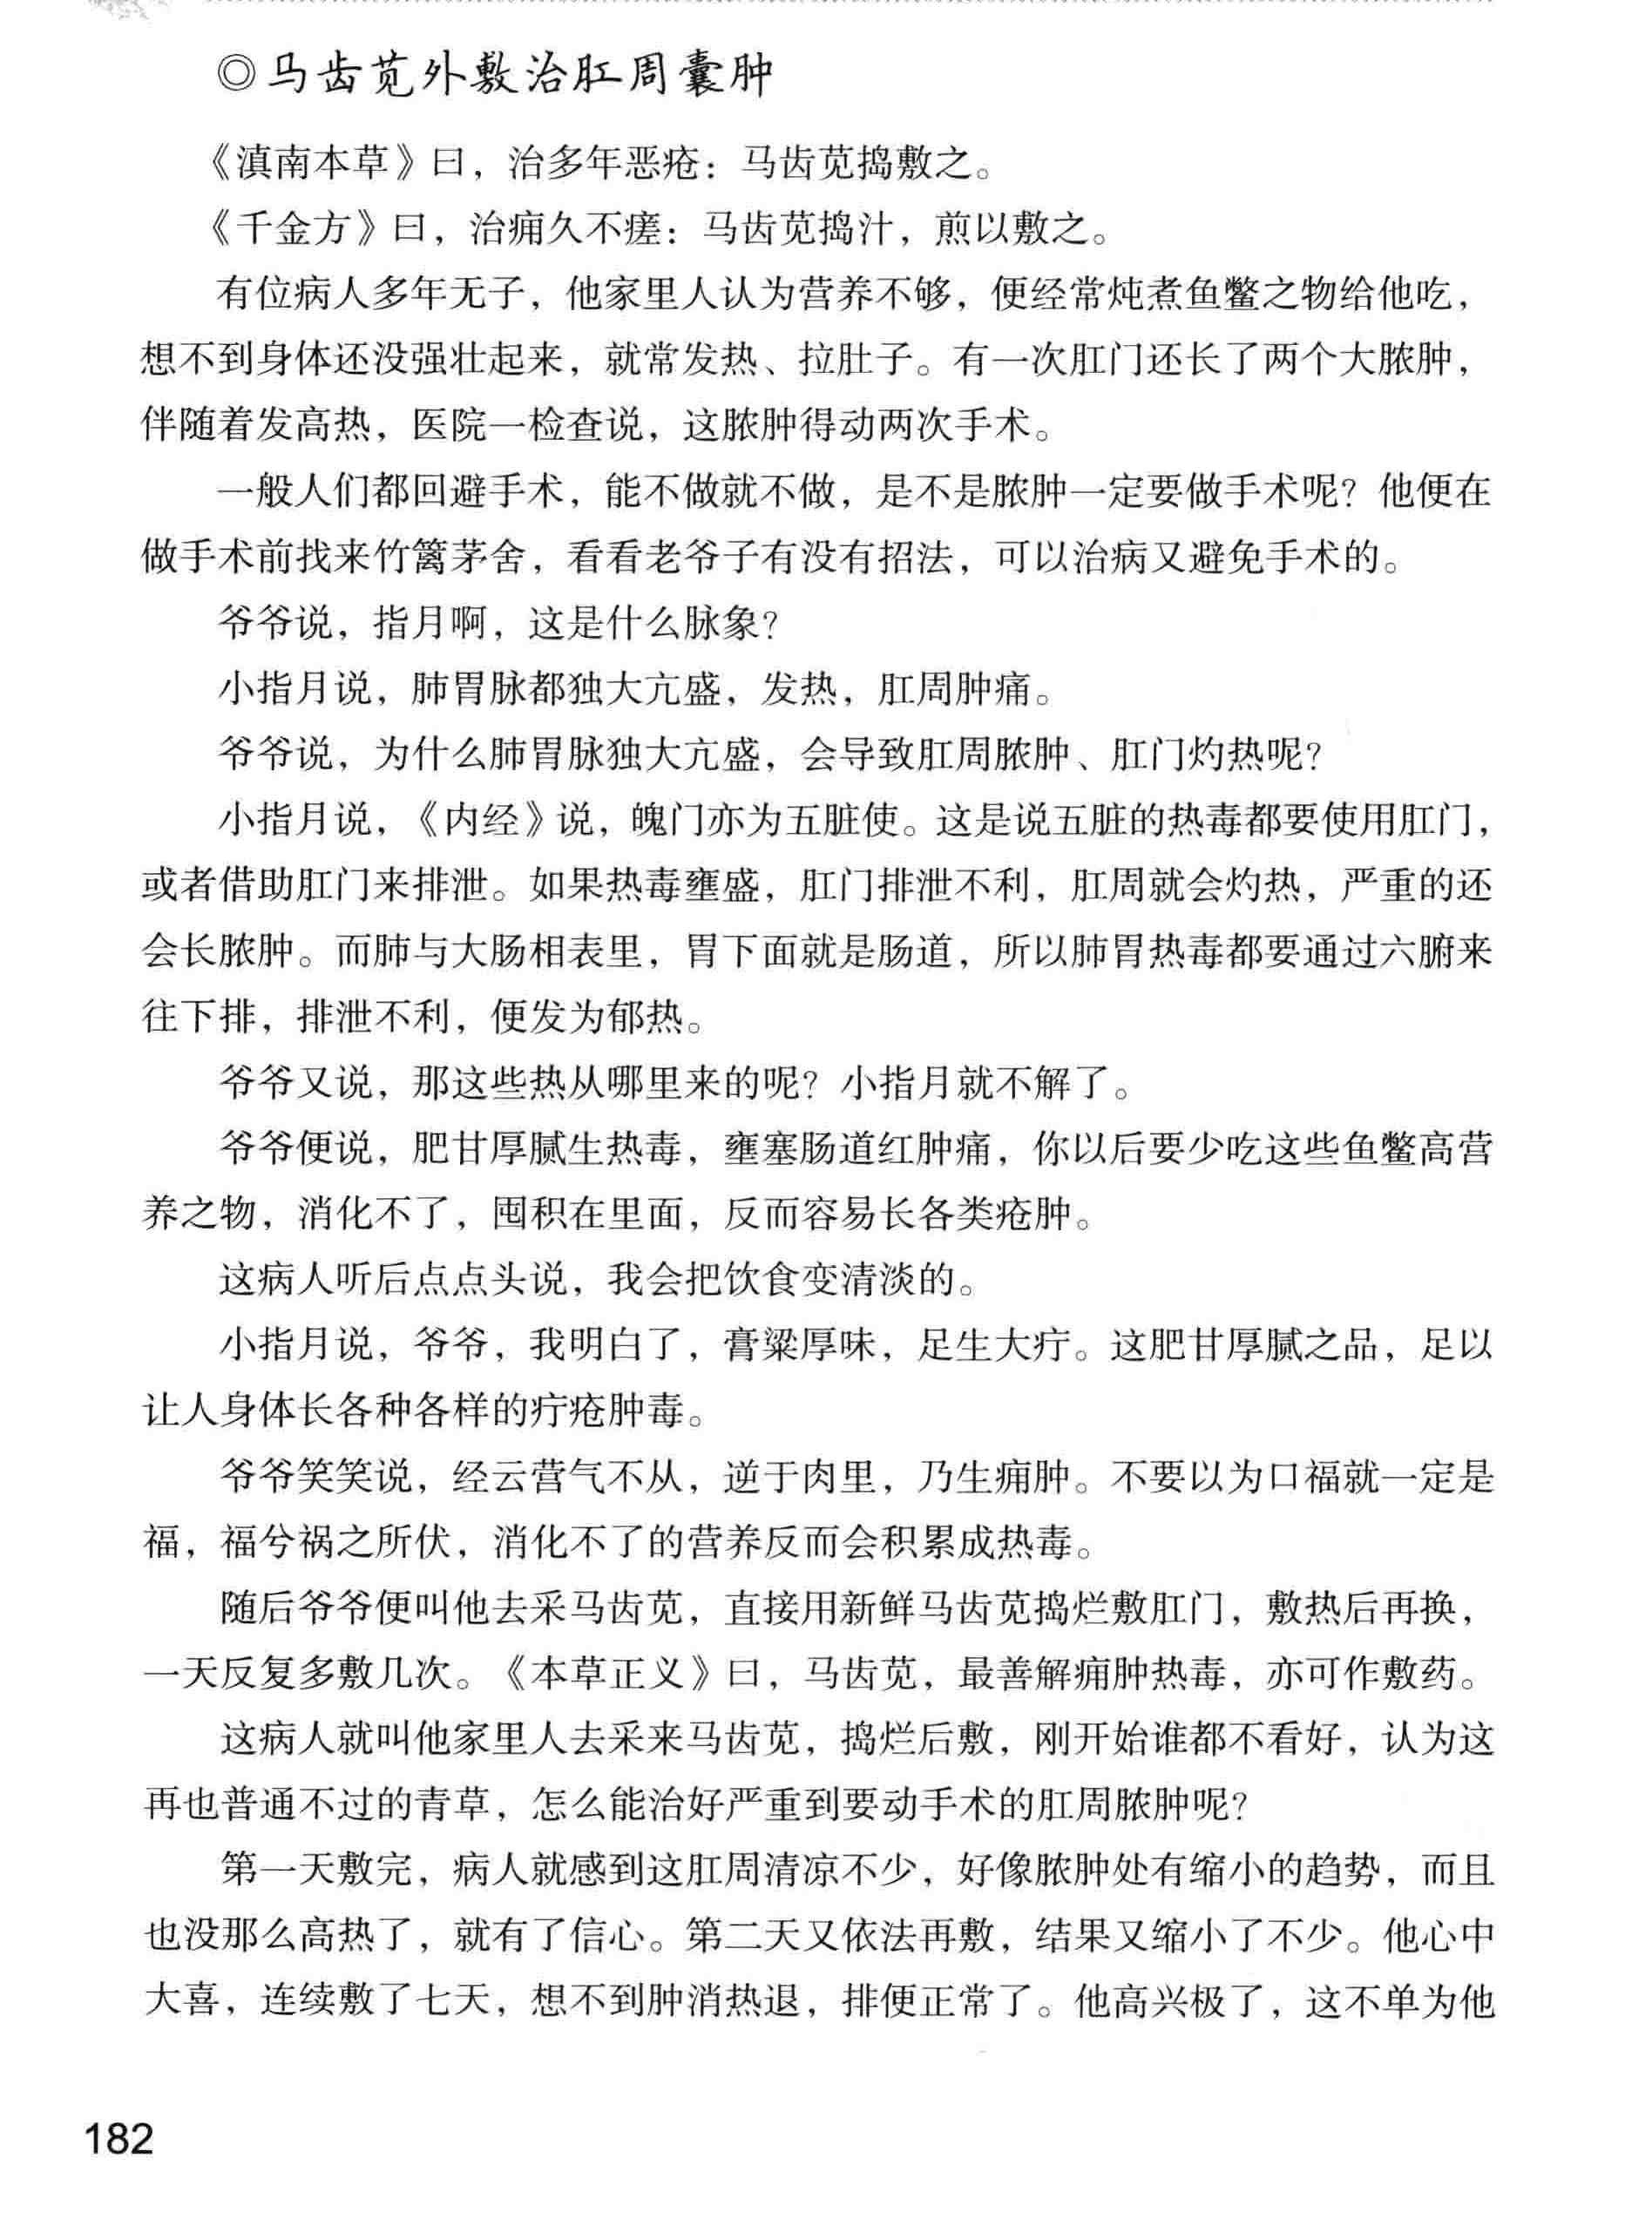 ◎马齿苋外敷治肛周囊肿
《滇南本草》曰，治多年恶疮：马齿苋捣敷之。
《千金方》曰，治痈久不瘥：马齿苋捣汁，煎以敷之。
有位病人多年无子，他家里人认为营养不够，便经常炖煮鱼鳖之物给他吃，
想不到身体还没强壮起来，就常发热、拉肚子。有一次肛门还长了两个大脓肿，
伴随着发高热，医院一检查说，这脓肿得动两次手术。
一般人们都回避手术，能不做就不做，是不是脓肿一定要做手术呢？他便在
做手术前找来竹篱茅舍，看看老爷子有没有招法，可以治病又避免手术的。
爷爷说，指月啊，这是什么脉象？
小指月说，肺胃脉都独大亢盛，发热，肛周肿痛。
爷爷说，为什么肺胃脉独大亢盛，会导致肛周脓肿、肛门灼热呢？
小指月说，《内经》说，魄门亦为五脏使。这是说五脏的热毒都要使用肛门，
或者借助肛门来排泄。如果热毒壅盛，肛门排泄不利，肛周就会灼热，严重的还
会长脓肿。而肺与大肠相表里，胃下面就是肠道，所以肺胃热毒都要通过六腑来
往下排，排泄不利，便发为郁热。
爷爷又说，那这些热从哪里来的呢？小指月就不解了。
爷爷便说，肥甘厚腻生热毒，壅塞肠道红肿痛，你以后要少吃这些鱼鳖高营
养之物，消化不了，囤积在里面，反而容易长各类疮肿。
这病人听后点点头说，我会把饮食变清淡的。
小指月说，爷爷，我明白了，膏粱厚味，足生大疔。这肥甘厚腻之品，足以
让人身体长各种各样的疔疮肿毒。
爷爷笑笑说，经云营气不从，逆于肉里，乃生痈肿。不要以为口福就一定是
福，福兮祸之所伏，消化不了的营养反而会积累成热毒。
随后爷爷便叫他去采马齿苋，直接用新鲜马齿苋捣烂敷肛门，敷热后再换，
一天反复多敷几次。《本草正义》曰，马齿苋，最善解痈肿热毒，亦可作敷药。
这病人就叫他家里人去采来马齿苋，捣烂后敷，刚开始谁都不看好，认为这
再也普通不过的青草，怎么能治好严重到要动手术的肛周脓肿呢？
第一天敷完，病人就感到这肛周清凉不少，好像脓肿处有缩小的趋势，而且
也没那么高热了，就有了信心。第二天又依法再敷，结果又缩小了不少。他心中
大喜，连续敷了七天，想不到肿消热退，排便正常了。他高兴极了，这不单为他
182